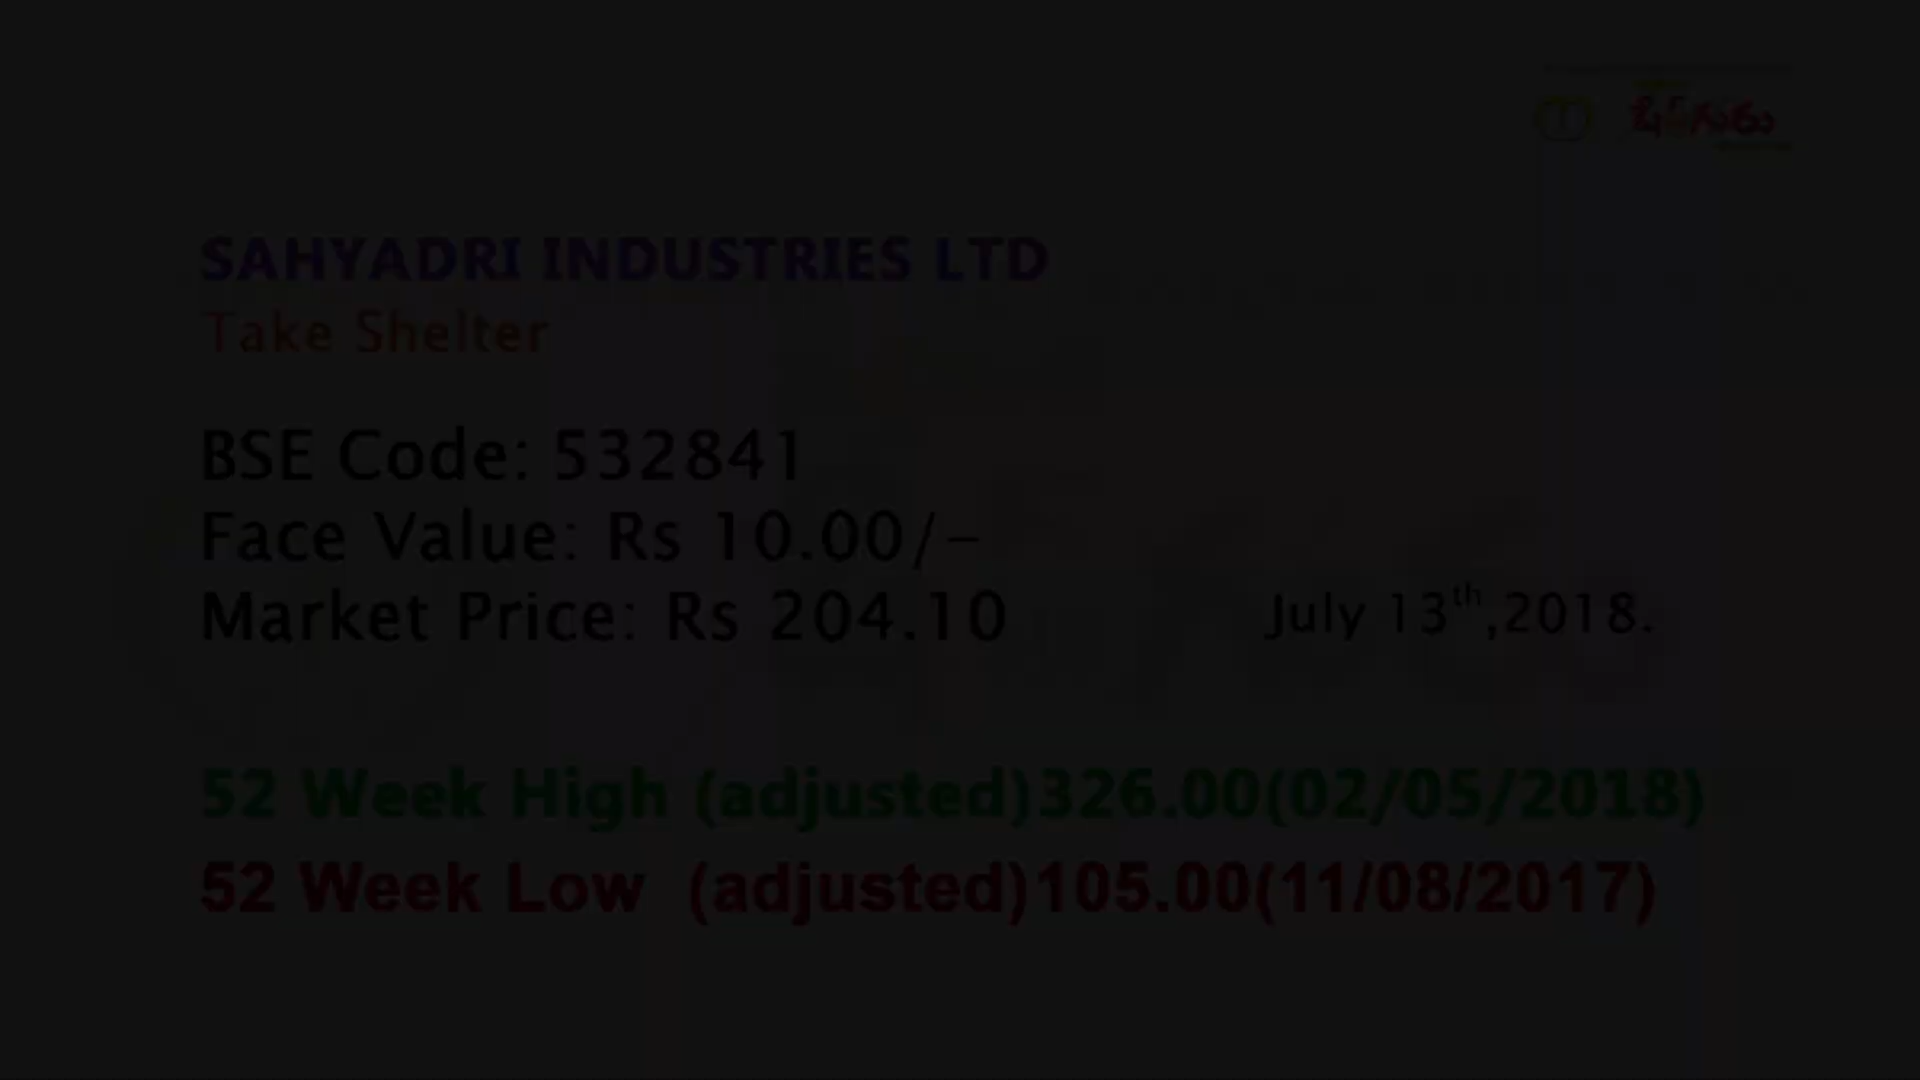 SAHYADRI INDUSTRIES LTD
Take Shelter
BSE Code: 532841
Face Value: Rs 10.00/-
Market Price: Rs 204.10
July 13th,2018.
52 Week High (adjusted)326.00(02/05/2018)
52 Week Low (adjusted)105.00(11/08/2017)